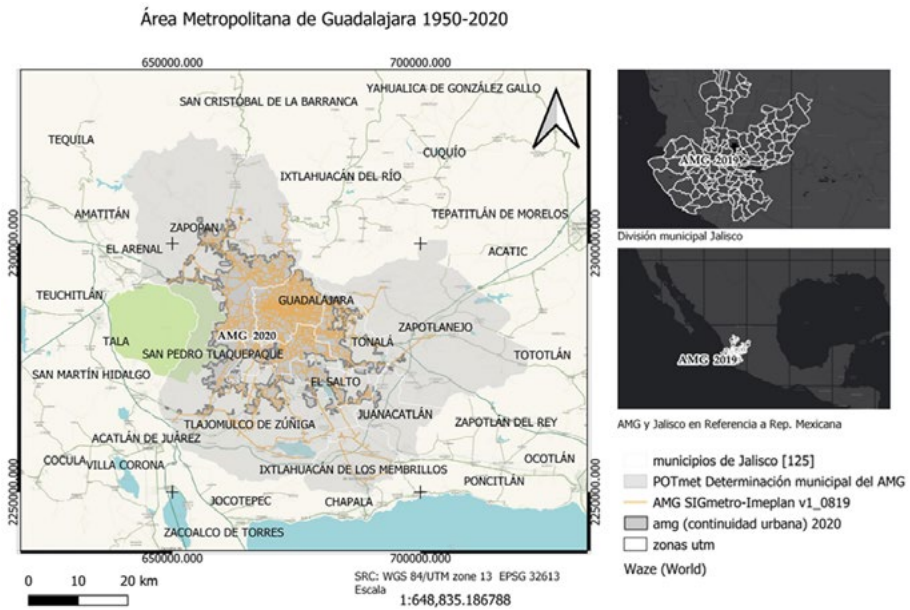 Área Metropolitana de Guadalajara 1950-2020
650000.000 700000.000
YAHUALICA DE GONZÁLEZ GALLO
SAN CRISTÓBAL DE LA BARRANCA
TEQUILA
CUQUÍO
IXTLAHUACÁN DEL RÍO
AMATITÁN
TEPATITLÁN DE MORELOS
ZAPOPAN
EL ARENAL
ACATIC
2300000.000 2300000.000
TEUCHITLÁN
GUADALAJARA
ZAPOTLANEJO
TALA
AMG 2020
TONALÁ
SAN PEDRO TLAQUEPAQUE
TOTOTLÁN
SAN MARTÍN HIDALGO
EL SALTO
JUANACATLÁN
TLAJOMULCO DE ZÚÑIGA
ZAPOTLÁN DEL REY
ACATLÁN DE JUÁREZ
COCULA
VILLA CORONA
IXTLAHUACÁN DE LOS MEMBRILLOS
OCOTLÁN
PONCITLÁN
2250000.000 2250000.000
JOCOTEPEC
CHAPALA
ZACOALCO DE TORRES
650000.000 700000.000
0 10 20 km
SRC: WGS 84/UTM zone 13 EPSG 32613
Escala
1:648,835.186788
AMG 2019
División municipal Jalisco
AMG 2019
AMG y Jalisco en Referencia a Rep. Mexicana
municipios de Jalisco [125]
POTmet Determinación municipal del AMG
AMG SIGmetro-Imeplan v1_0819
amg (continuidad urbana) 2020
zonas utm
Waze (World)